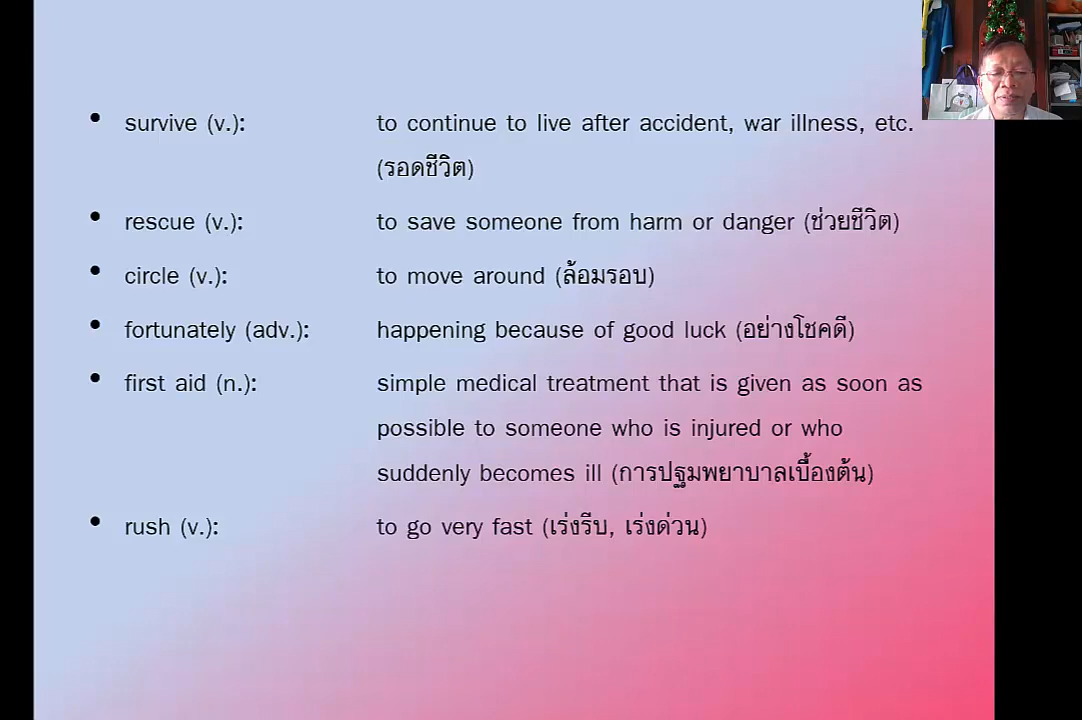 • survive (v.): to continue to live after accident, war illness, etc.
(รอดชีวิต)
• rescue (v.): to save someone from harm or danger (ช่วยชีวิต)
• circle (v.): to move around (ล้อมรอบ)
• fortunately (adv.): happening because of good luck (อย่างโชคดี)
• first aid (n.): simple medical treatment that is given as soon as
possible to someone who is injured or who
suddenly becomes ill (การปฐมพยาบาลเบื้องต้น)
• rush (v.): to go very fast (เร่งรีบ, เร่งด่วน)